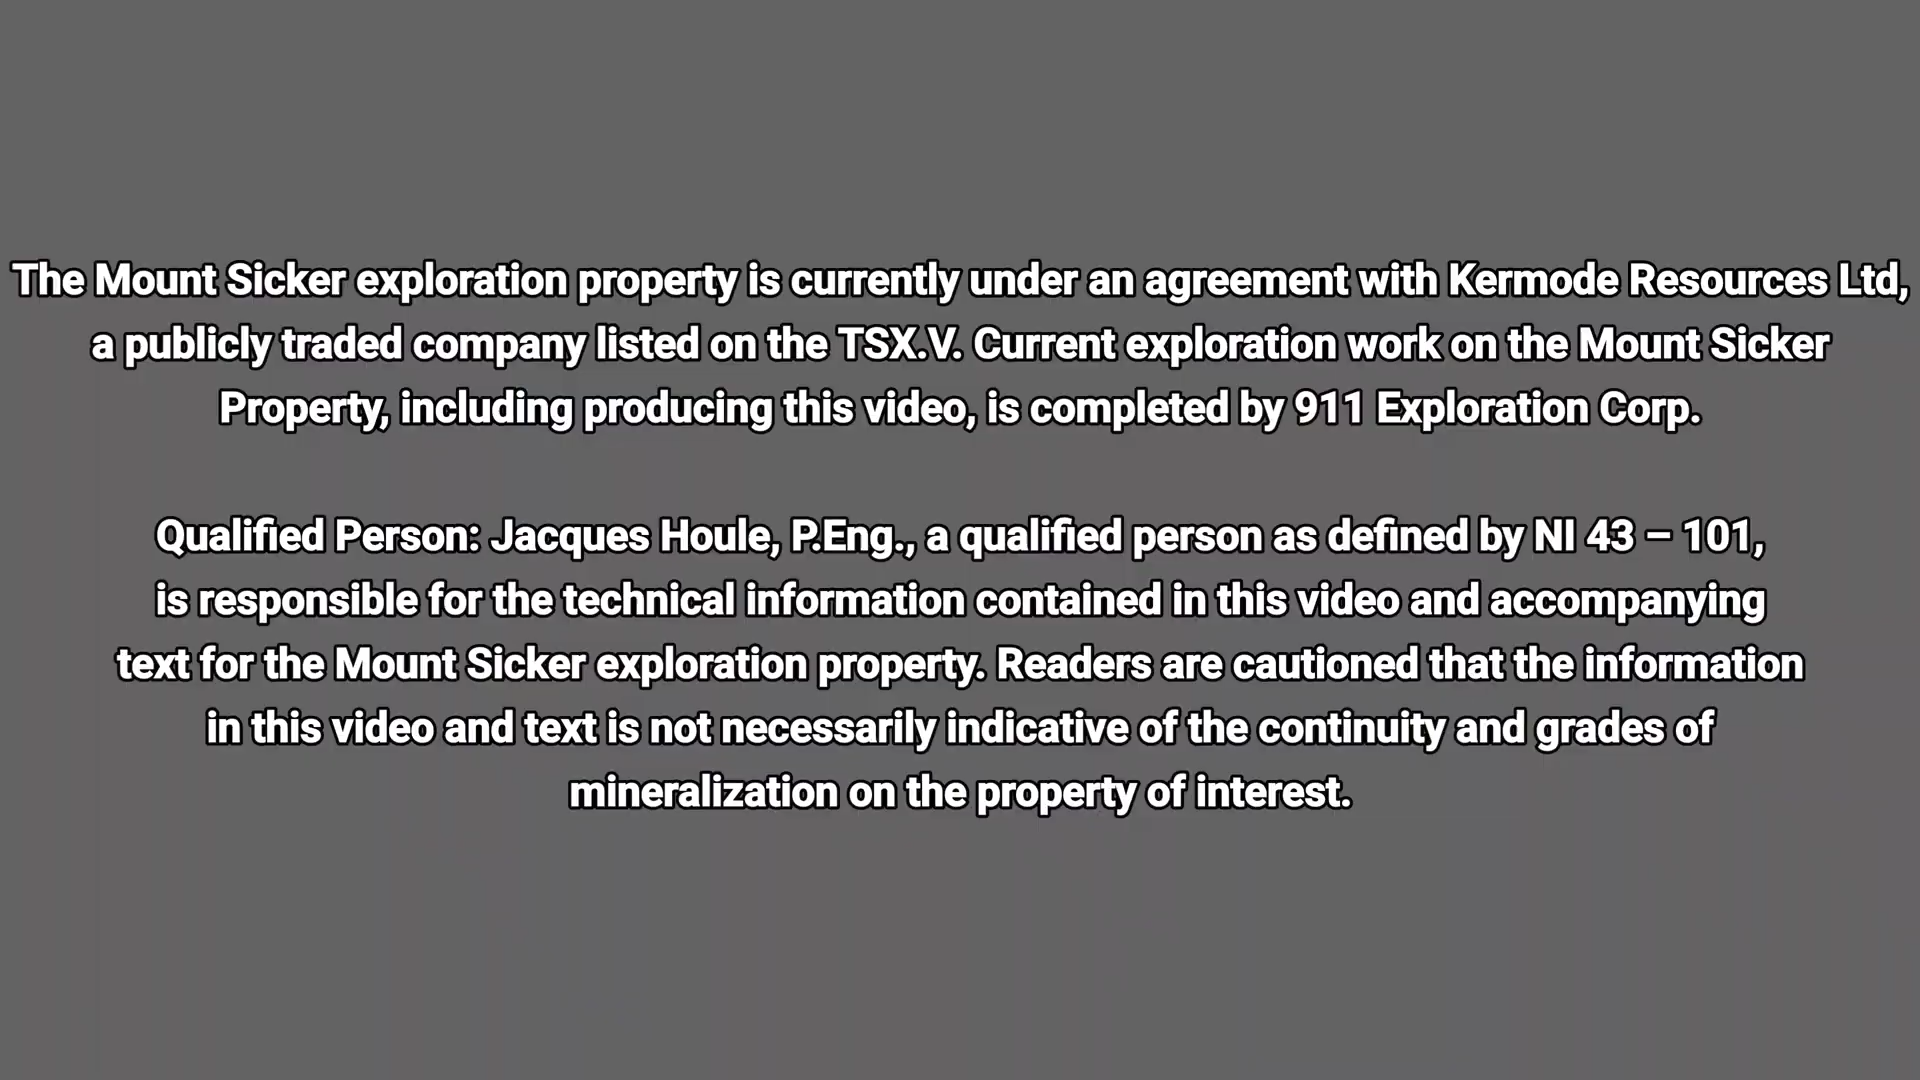 The Mount Sicker exploration property is currently under an agreement with Kermode Resources Ltd,
a publicly traded company listed on the TSX.V. Current exploration work on the Mount Sicker
Property, including producing this video, is completed by 911 Exploration Corp.
Qualified Person: Jacques Houle, P.Eng., a qualified person as defined by NI 43 – 101,
is responsible for the technical information contained in this video and accompanying
text for the Mount Sicker exploration property. Readers are cautioned that the information
in this video and text is not necessarily indicative of the continuity and grades of
mineralization on the property of interest.